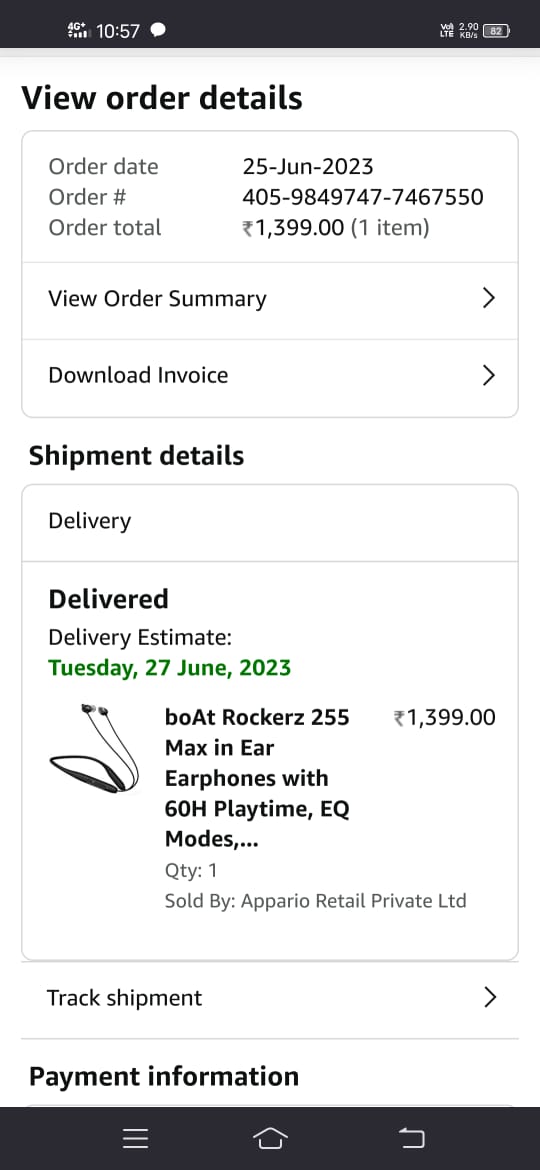 4G+ 10:57 Vo) 2.90 82
LTE KB/s
View order details
Order date 25-Jun-2023
Order # 405-9849747-7467550
Order total ₹1,399.00 (1 item)
View Order Summary
Download Invoice
Shipment details
Delivery
Delivered
Delivery Estimate:
Tuesday, 27 June, 2023
boAt Rockerz 255 ₹1,399.00
Max in Ear
Earphones with
60H Playtime, EQ
Modes,...
Qty: 1
Sold By: Appario Retail Private Ltd
Track shipment
Payment information